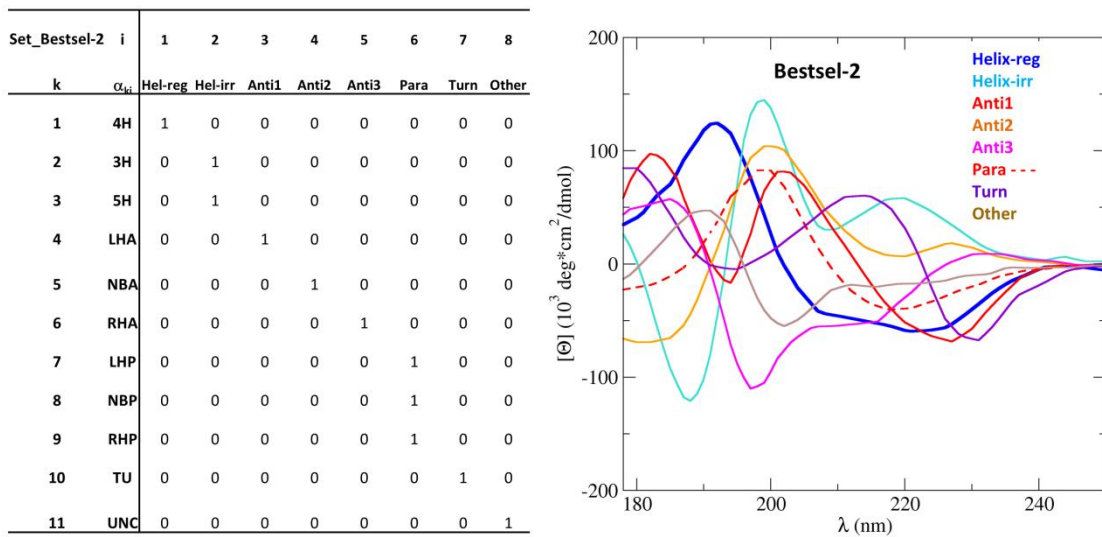 Set_Bestsel-2 i 1 2 3 4 5 6 7 8
k αki Hel-reg Hel-irr Anti1 Anti2 Anti3 Para Turn Other
1 4H 1 0 0 0 0 0 0 0
2 3H 0 1 0 0 0 0 0 0
3 5H 0 1 0 0 0 0 0 0
4 LHA 0 0 1 0 0 0 0 0
5 NBA 0 0 0 1 0 0 0 0
6 RHA 0 0 0 0 1 0 0 0
7 LHP 0 0 0 0 0 1 0 0
8 NBP 0 0 0 0 0 1 0 0
9 RHP 0 0 0 0 0 1 0 0
10 TU 0 0 0 0 0 0 1 0
11 UNC 0 0 0 0 0 0 0 1
Bestsel-2
Helix-reg
Helix-irr
Anti1
Anti2
Anti3
Para ----
Turn
Other
[Θ] (10³ deg*cm²/dmol)
200
100
0
-100
-200
180 200 220 240
λ (nm)